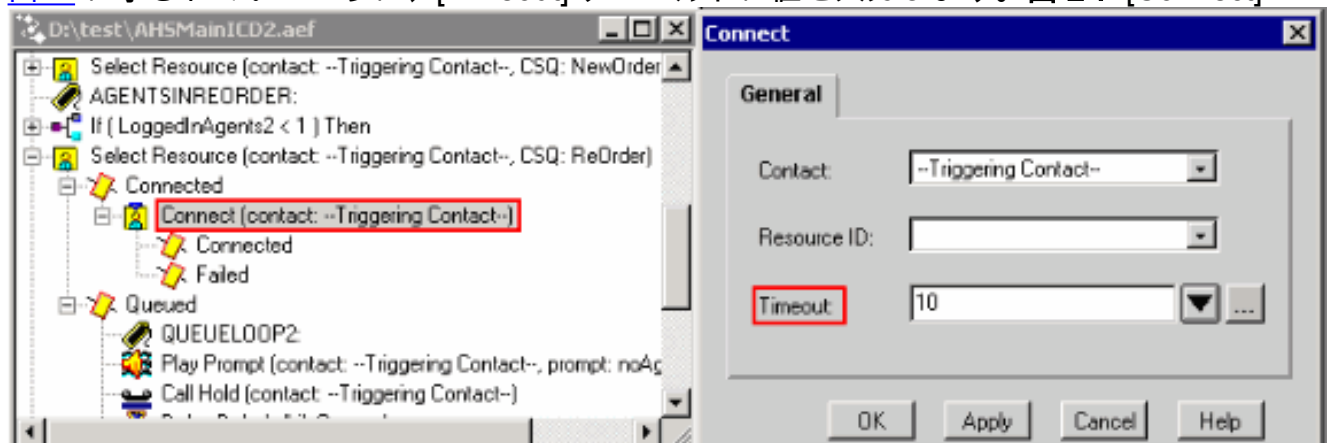 D:\test\AHSMainICD2.aef
Select Resource (contact: --Triggering Contact--, CSQ: NewOrder
AGENTSINREORDER:
If ( LoggedInAgents2 < 1 ) Then
Select Resource (contact: --Triggering Contact--, CSQ: ReOrder)
Connected
Connect (contact: --Triggering Contact--)
Connected
Failed
Queued
QUEUELOOP2:
Play Prompt (contact: --Triggering Contact--, prompt: noAg
Call Hold (contact: --Triggering Contact--)
Connect
General
Contact:
--Triggering Contact--
Resource ID:
Timeout:
10
...
OK
Apply
Cancel
Help